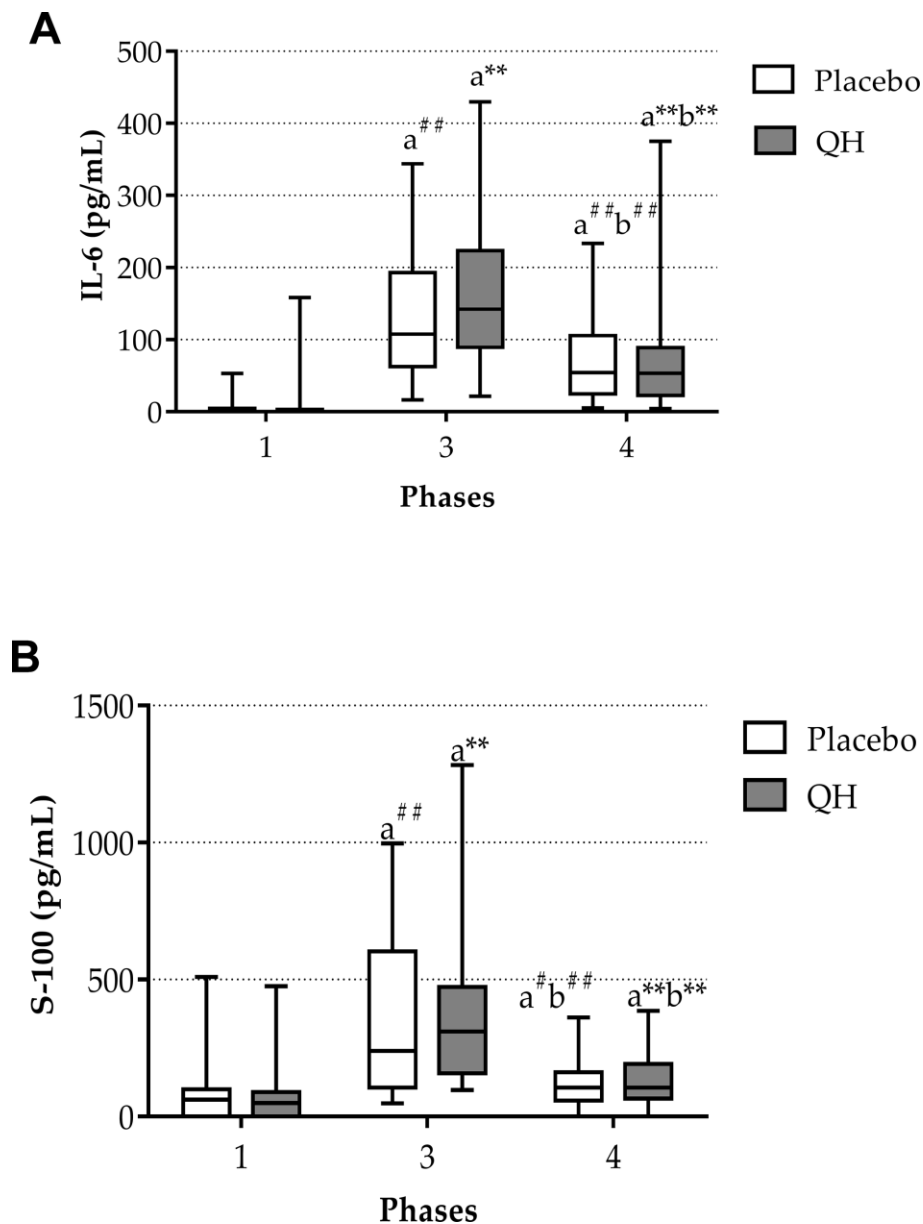 A
500
400
300
200
100
0
IL-6 (pg/mL)
a##
a**
a##b##
a**b**
1 3 4
Phases
Placebo
QH
B
1500
1000
500
0
S-100 (pg/mL)
a##
a**
a#b##
a**b**
1 3 4
Phases
Placebo
QH